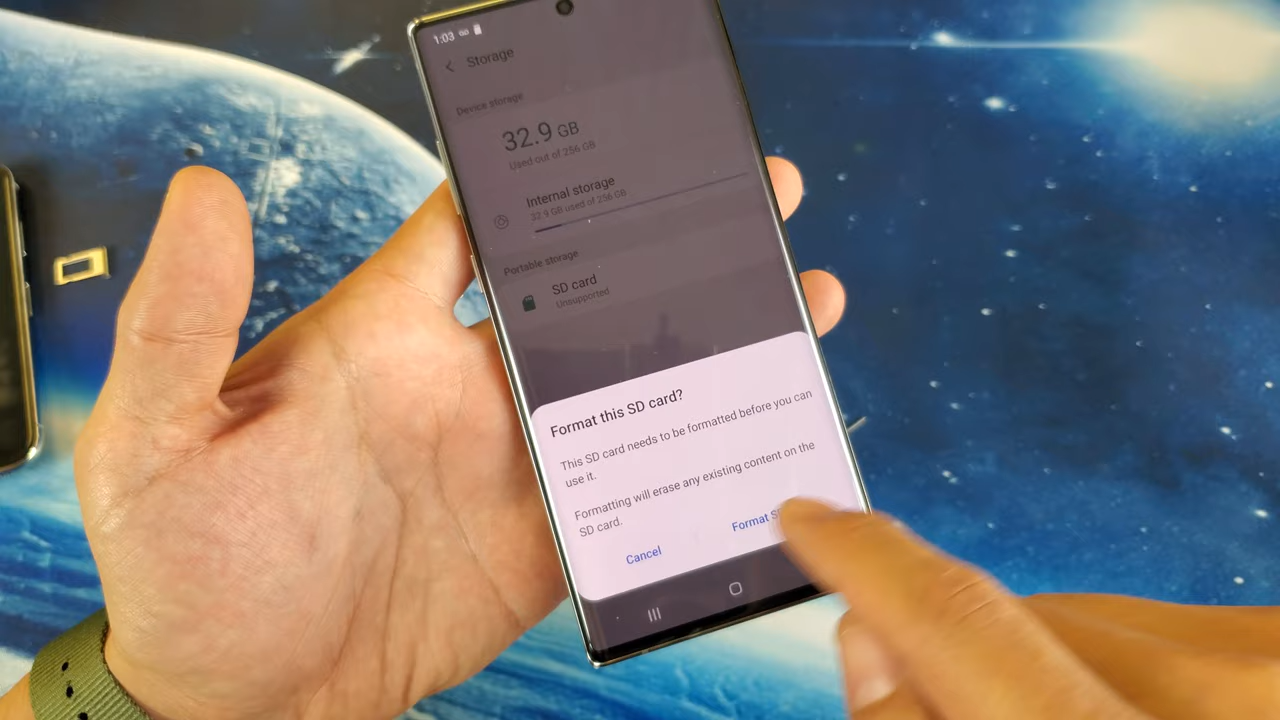 1:03
Storage
Device storage
32.9 GB
Used out of 256 GB
Internal storage
32.9 GB used of 256 GB
Portable storage
SD card
Unsupported
Format this SD card?
This SD card needs to be formatted before you can
use it.
Formatting will erase any existing content on the
SD card.
Cancel
Format